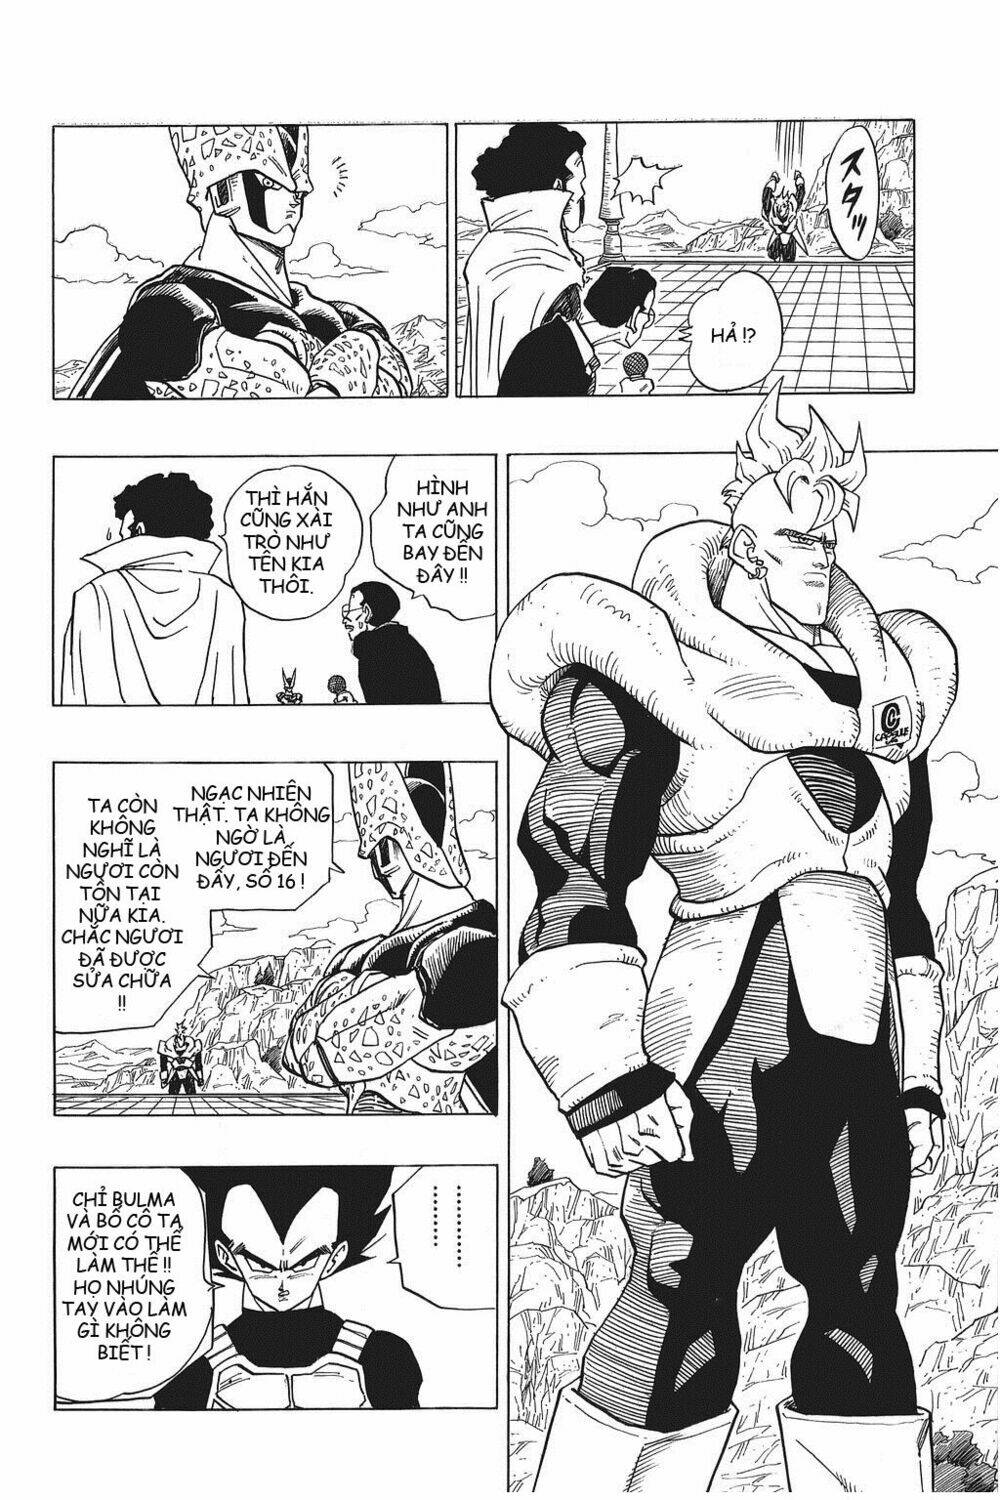 スタッ
HẢ !?
HÌNH
NHƯ ANH
TA CŨNG
BAY ĐẾN
ĐÂY !!
THÌ HẮN
CŨNG XÀI
TRÒ NHƯ
TÊN KIA
THÔI.
C
CAPSULE
NGẠC NHIÊN
THẬT. TA KHÔNG
NGỜ LÀ
NGƯƠI ĐẾN
ĐẤY, SỐ 16 !
TA CÒN
KHÔNG
NGHĨ LÀ
NGƯƠI CÒN
TỒN TẠI
NỮA KIA.
CHẮC NGƯƠI
ĐÃ ĐƯỢC
SỬA CHỮA
!!
........
CHỈ BULMA
VÀ BỐ CÔ TA
MỚI CÓ THỂ
LÀM THẾ !!
HỌ NHÚNG
TAY VÀO LÀM
GÌ KHÔNG
BIẾT !